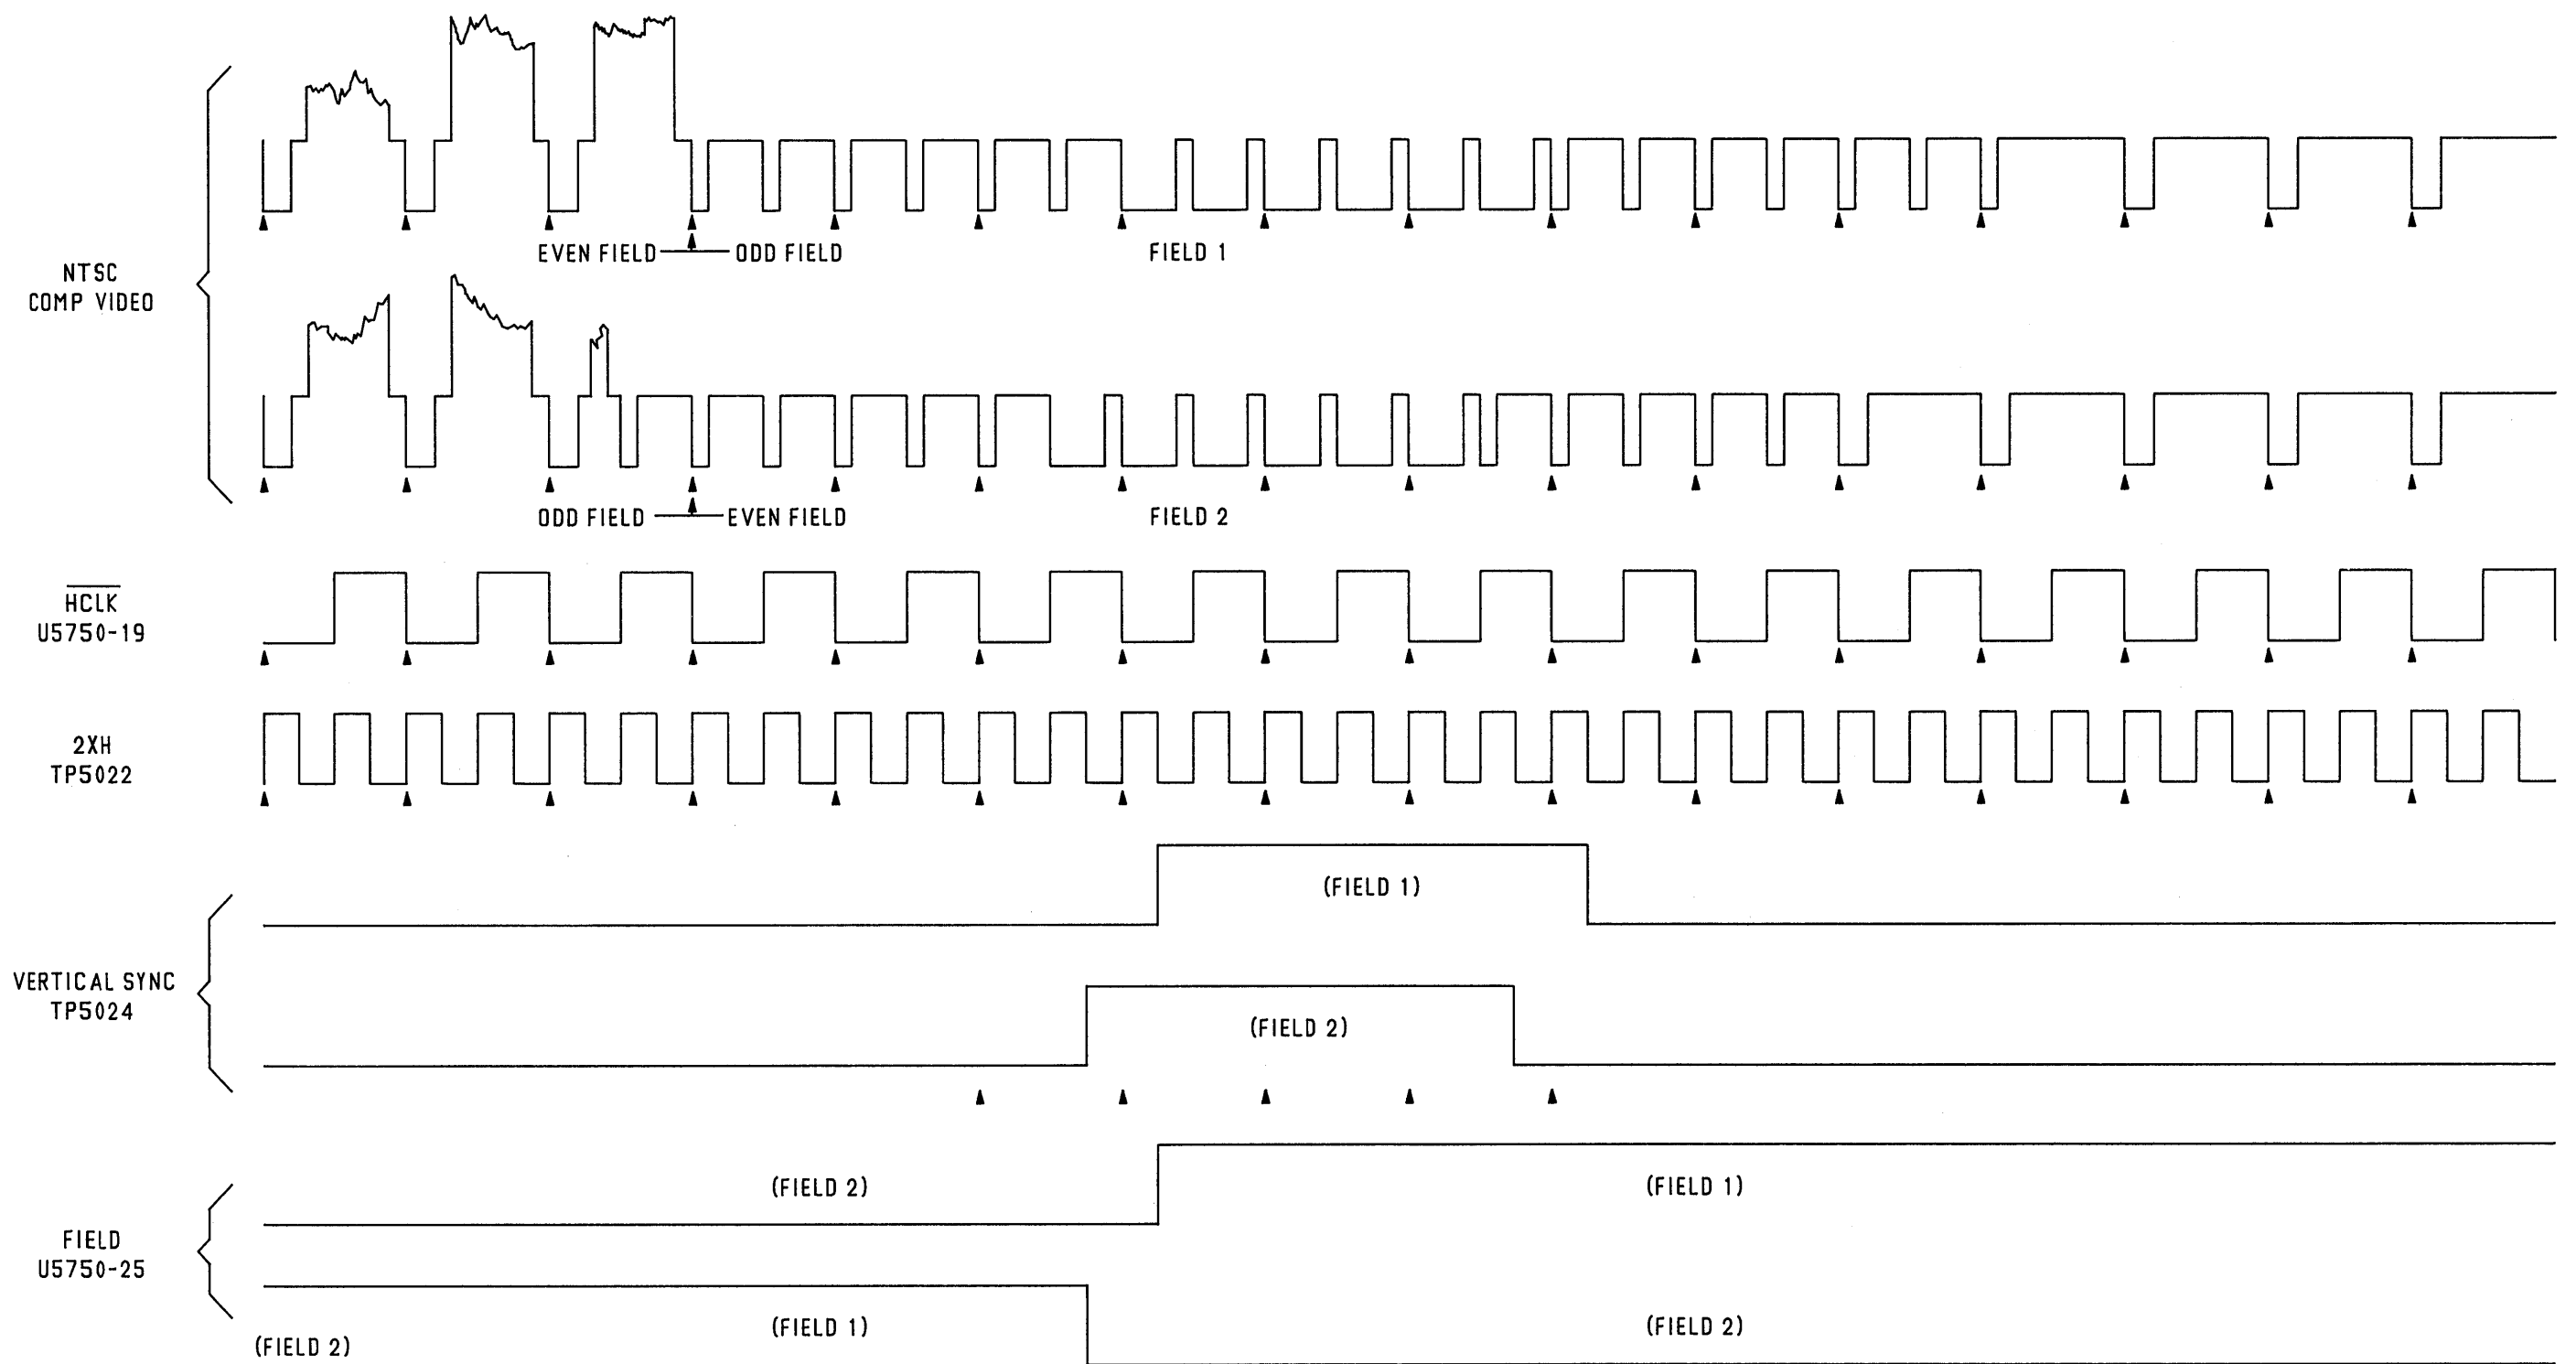 NTSC
COMP VIDEO
EVEN FIELD
ODD FIELD
FIELD 1
ODD FIELD
EVEN FIELD
FIELD 2
HCLK
U5750-19
2XH
TP5022
VERTICAL SYNC
TP5024
(FIELD 1)
(FIELD 2)
FIELD
U5750-25
(FIELD 2)
(FIELD 1)
(FIELD 1)
(FIELD 2)
(FIELD 2)